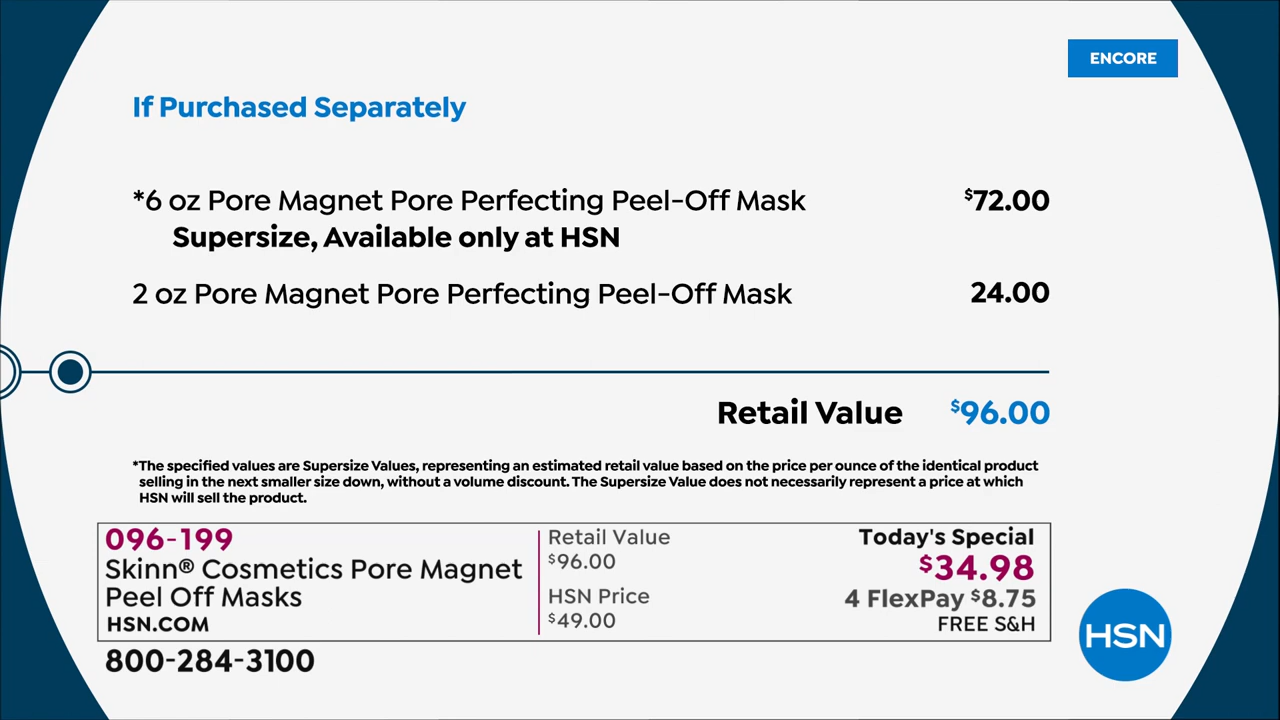 ENCORE
If Purchased Separately
*6 oz Pore Magnet Pore Perfecting Peel-Off Mask $72.00
Supersize, Available only at HSN
2 oz Pore Magnet Pore Perfecting Peel-Off Mask 24.00
Retail Value $96.00
*The specified values are Supersize Values, representing an estimated retail value based on the price per ounce of the identical product
selling in the next smaller size down, without a volume discount. The Supersize Value does not necessarily represent a price at which
HSN will sell the product.
096-199
Skinn® Cosmetics Pore Magnet
Peel Off Masks
HSN.COM
Retail Value
$96.00
HSN Price
$49.00
Today's Special
$34.98
4 FlexPay $8.75
FREE S&H
HSN
800-284-3100